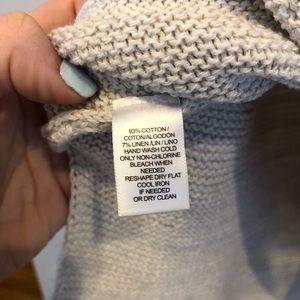 93% COTTON/
COTON/ALGODÓN
7% LINEN /LIN / LINO
HAND WASH COLD
ONLY NON-CHLORINE
BLEACH WHEN
NEEDED
RESHAPE DRY FLAT
COOL IRON
IF NEEDED
OR DRY CLEAN